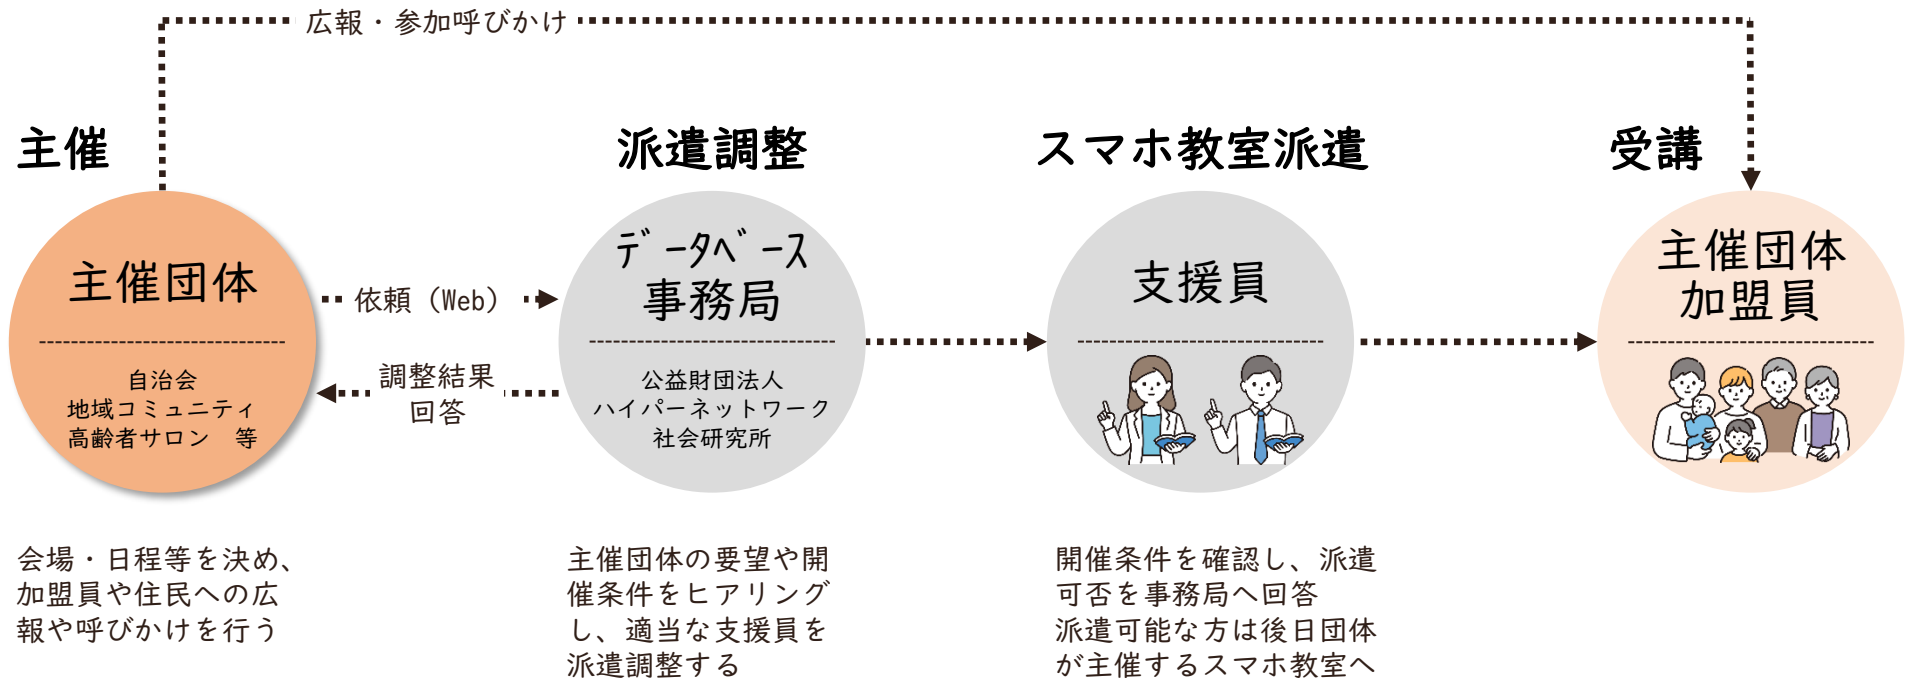 広報・参加呼びかけ
主催
派遣調整
スマホ教室派遣
受講
主催団体
自治会
地域コミュニティ
高齢者サロン　等
依頼（Web）
調整結果
回答
ﾃﾞｰﾀﾍﾞｰｽ
事務局
公益財団法人
ハイパーネットワーク
社会研究所
支援員
主催団体
加盟員
会場・日程等を決め、
加盟員や住民への広
報や呼びかけを行う
主催団体の要望や開
催条件をヒアリング
し、適当な支援員を
派遣調整する
開催条件を確認し、派遣
可否を事務局へ回答
派遣可能な方は後日団体
が主催するスマホ教室へ